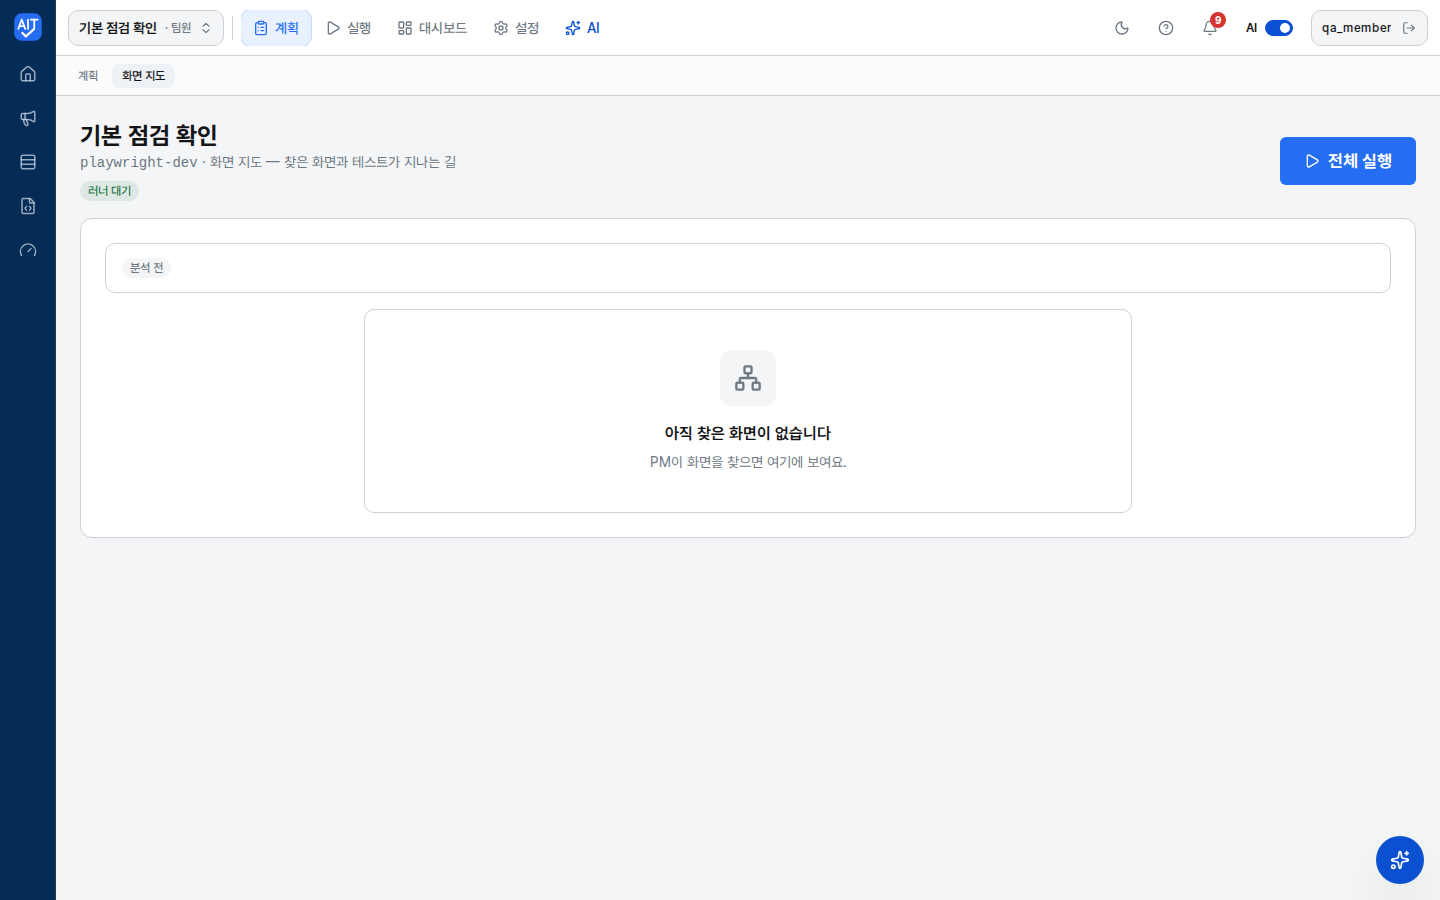 AIT
기본 점검 확인 · 팀원
계획
실행
대시보드
설정
AI
9
AI
qa_member
계획
화면 지도
기본 점검 확인
playwright-dev · 화면 지도 — 찾은 화면과 테스트가 지나는 길
러너 대기
전체 실행
분석 전
아직 찾은 화면이 없습니다
PM이 화면을 찾으면 여기에 보여요.